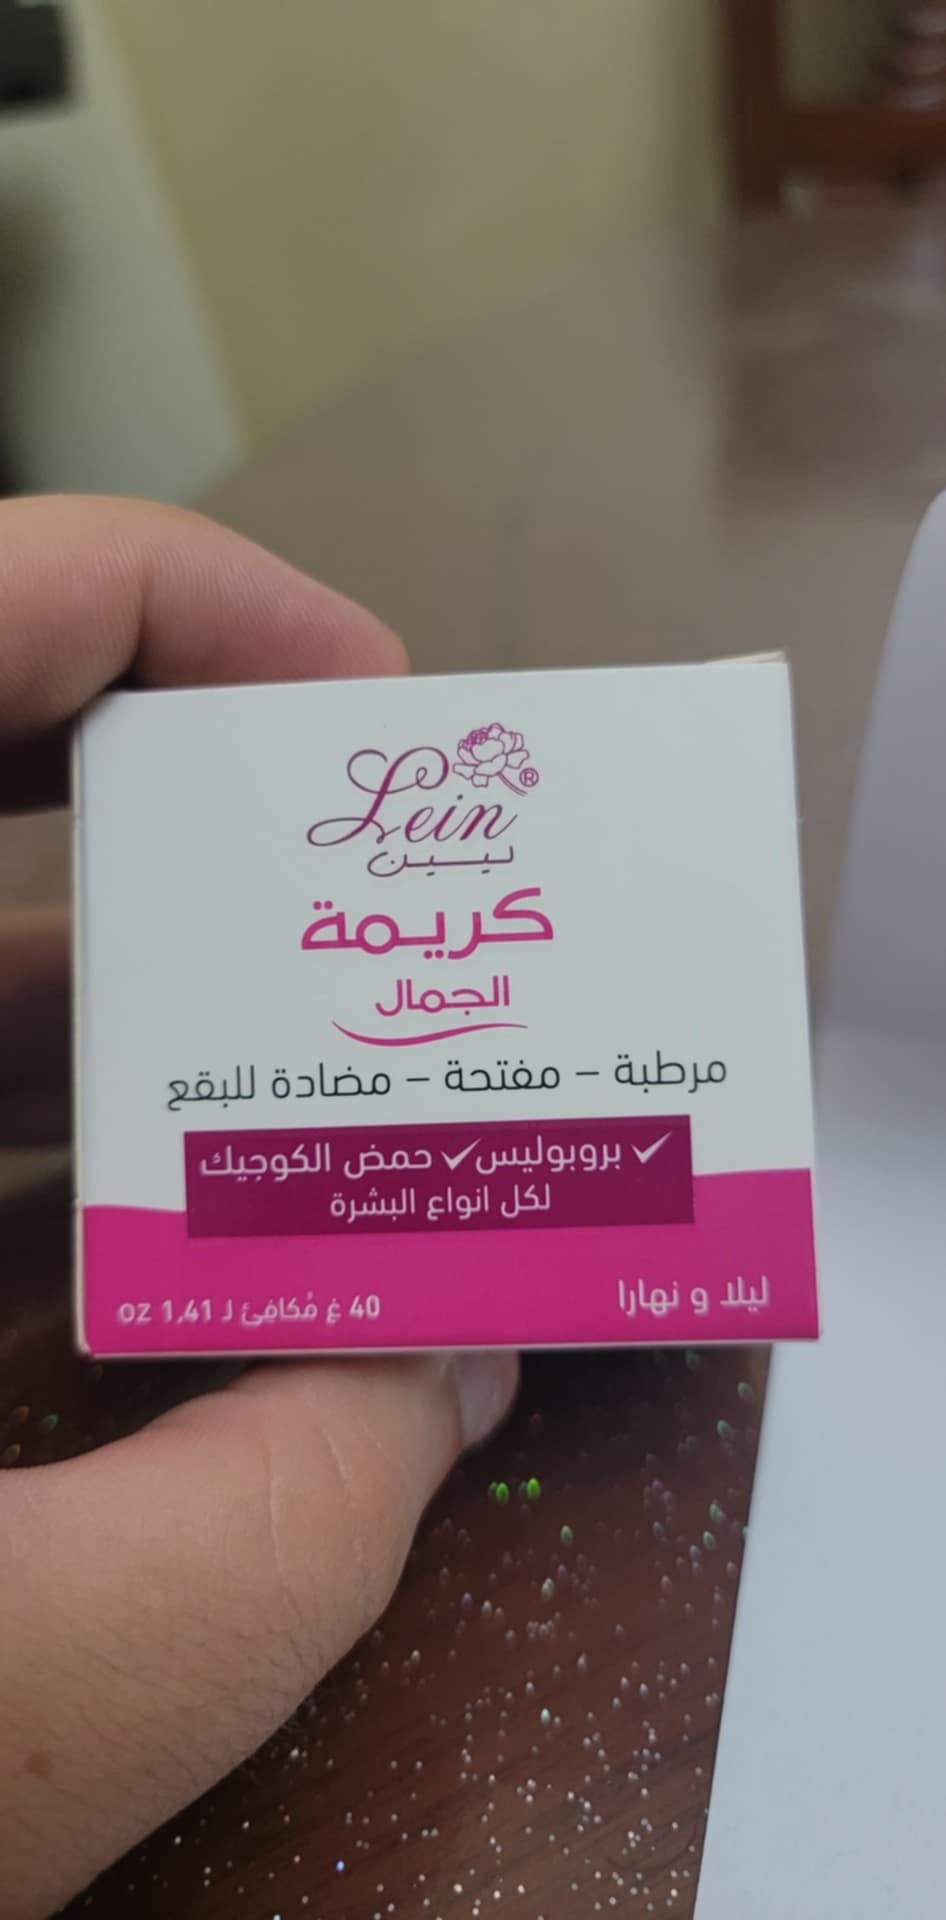 Lein®
ليين
كريمة
الجمال
مرطبة – مفتحة – مضادة للبقع
✓ بروبوليس ✓ حمض الكوجيك
لكل انواع البشرة
ليلا و نهارا
40 غ مُكافئ لـ 1,41 oz